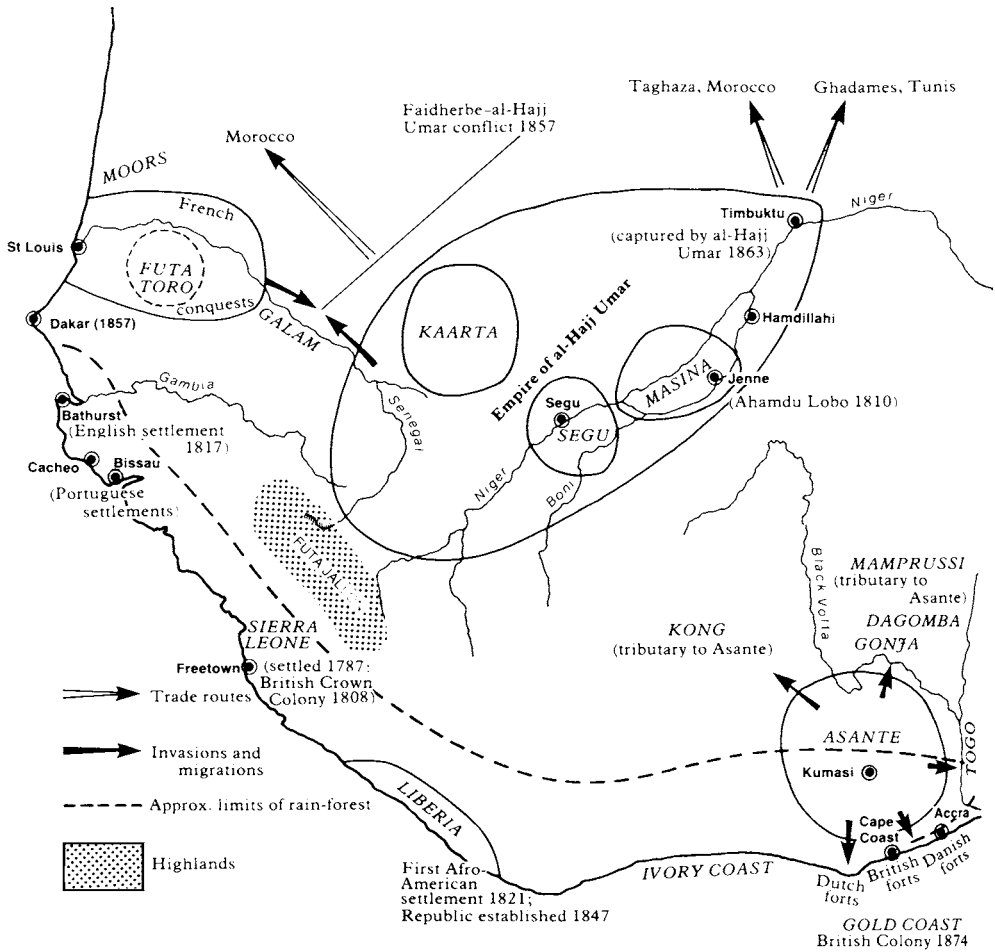 Taghaza, Morocco
Ghadames, Tunis
Faidherbe-al-Hajj
Umar conflict 1857
Morocco
MOORS
French
Niger
Timbuktu
(captured by al-Hajj
Umar 1863)
St Louis
FUTA
TORO
conquests
Empire of al-Hajj Umar
Hamdillahi
Dakar (1857)
GALAM
KAARTA
MASINA
Jenne
(Ahamdu Lobo 1810)
Gambia
Senegal
Segu
SEGU
Bathurst
(English settlement
1817)
Cacheo
Bissau
(Portuguese
settlements)
Niger
Boni
FUTA JALLON
Black Volta
MAMPRUSSI
(tributary to
Asante)
DAGOMBA
GONJA
KONG
(tributary to Asante)
SIERRA
LEONE
Freetown
(settled 1787:
British Crown
Colony 1808)
Trade routes
Invasions and
migrations
Approx. limits of rain-forest
Highlands
ASANTE
Kumasi
TOGO
LIBERIA
Cape
Coast
Accra
First Afro-
American
settlement 1821;
Republic established 1847
IVORY COAST
Dutch
forts
British
forts
Danish
forts
GOLD COAST
British Colony 1874